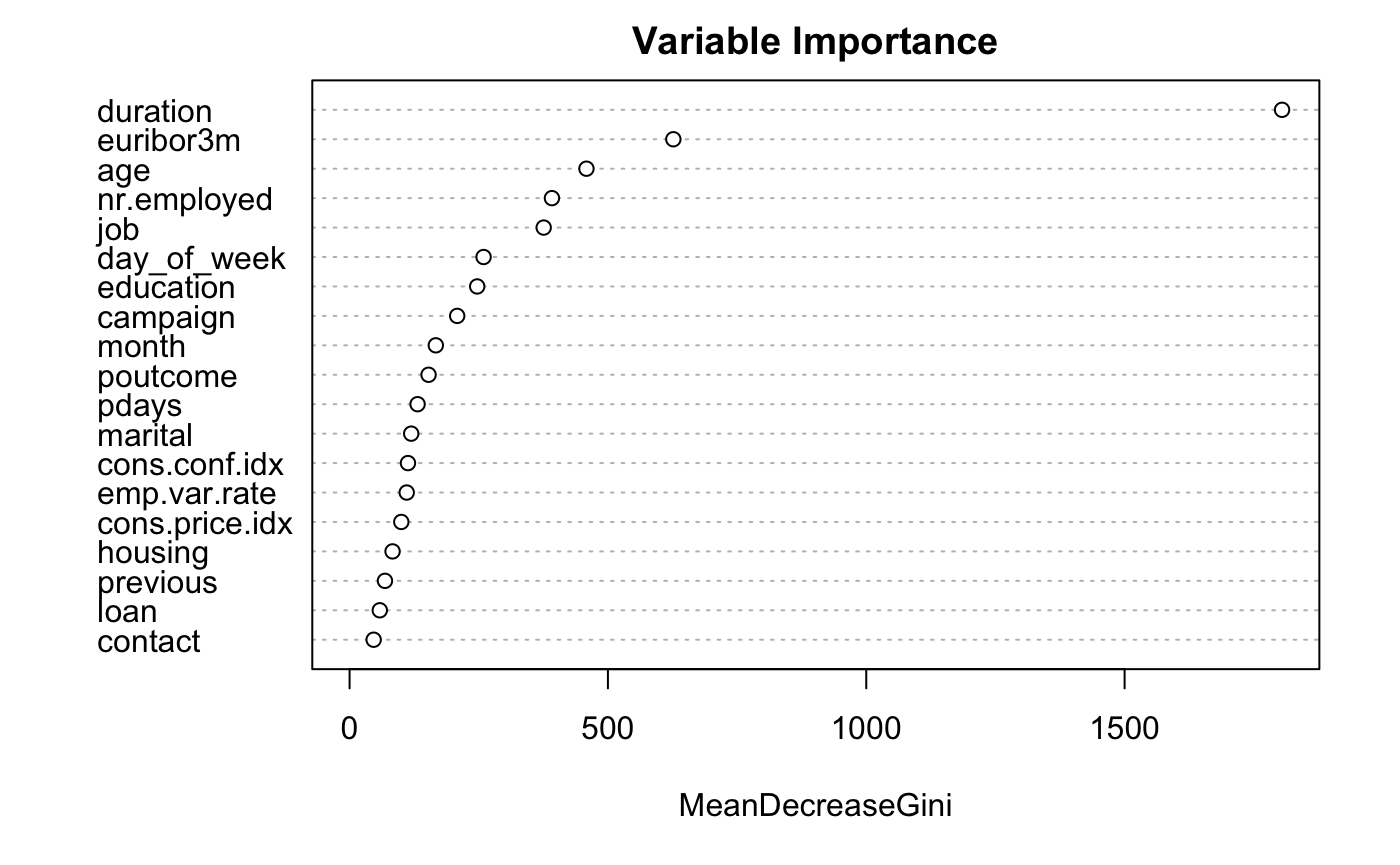 Variable Importance
duration
euribor3m
age
nr.employed
job
day_of_week
education
campaign
month
poutcome
pdays
marital
cons.conf.idx
emp.var.rate
cons.price.idx
housing
previous
loan
contact
0 500 1000 1500
MeanDecreaseGini